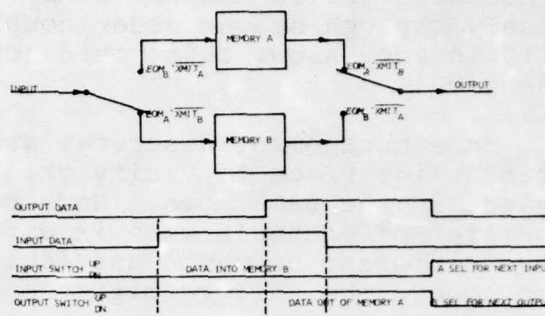 MEMORY A
EOM_B · XMIT_A
EOM_A · XMIT_B
INPUT
OUTPUT
EOM_A · XMIT_B
EOM_B · XMIT_A
MEMORY B
OUTPUT DATA
INPUT DATA
INPUT SWITCH UP DN
DATA INTO MEMORY B
A SEL FOR NEXT INPUT
OUTPUT SWITCH UP DN
DATA OUT OF MEMORY A
B SEL FOR NEXT OUTPUT